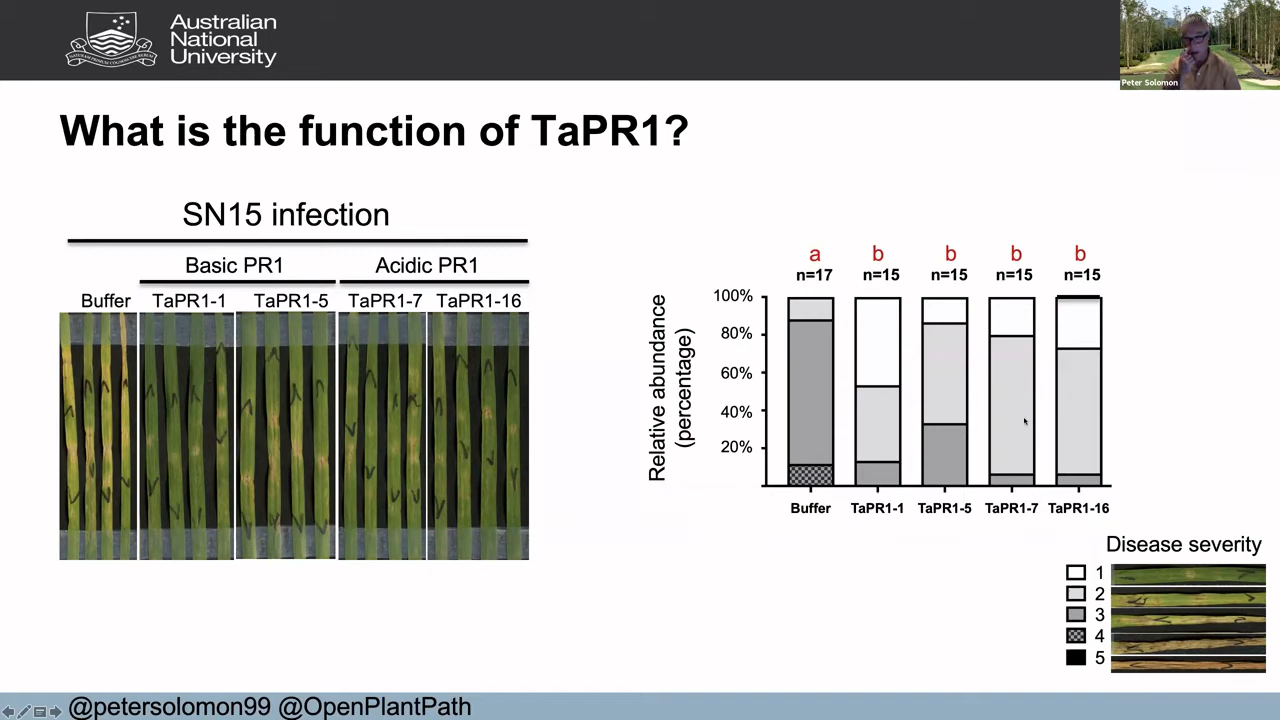 Australian
National
University
Peter Solomon
What is the function of TaPR1?
SN15 infection
Basic PR1 Acidic PR1
Buffer TaPR1-1 TaPR1-5 TaPR1-7 TaPR1-16
a b b b b
n=17 n=15 n=15 n=15 n=15
Relative abundance
(percentage)
100%
80%
60%
40%
20%
Buffer TaPR1-1 TaPR1-5 TaPR1-7 TaPR1-16
Disease severity
1
2
3
4
5
@petersolomon99 @OpenPlantPath